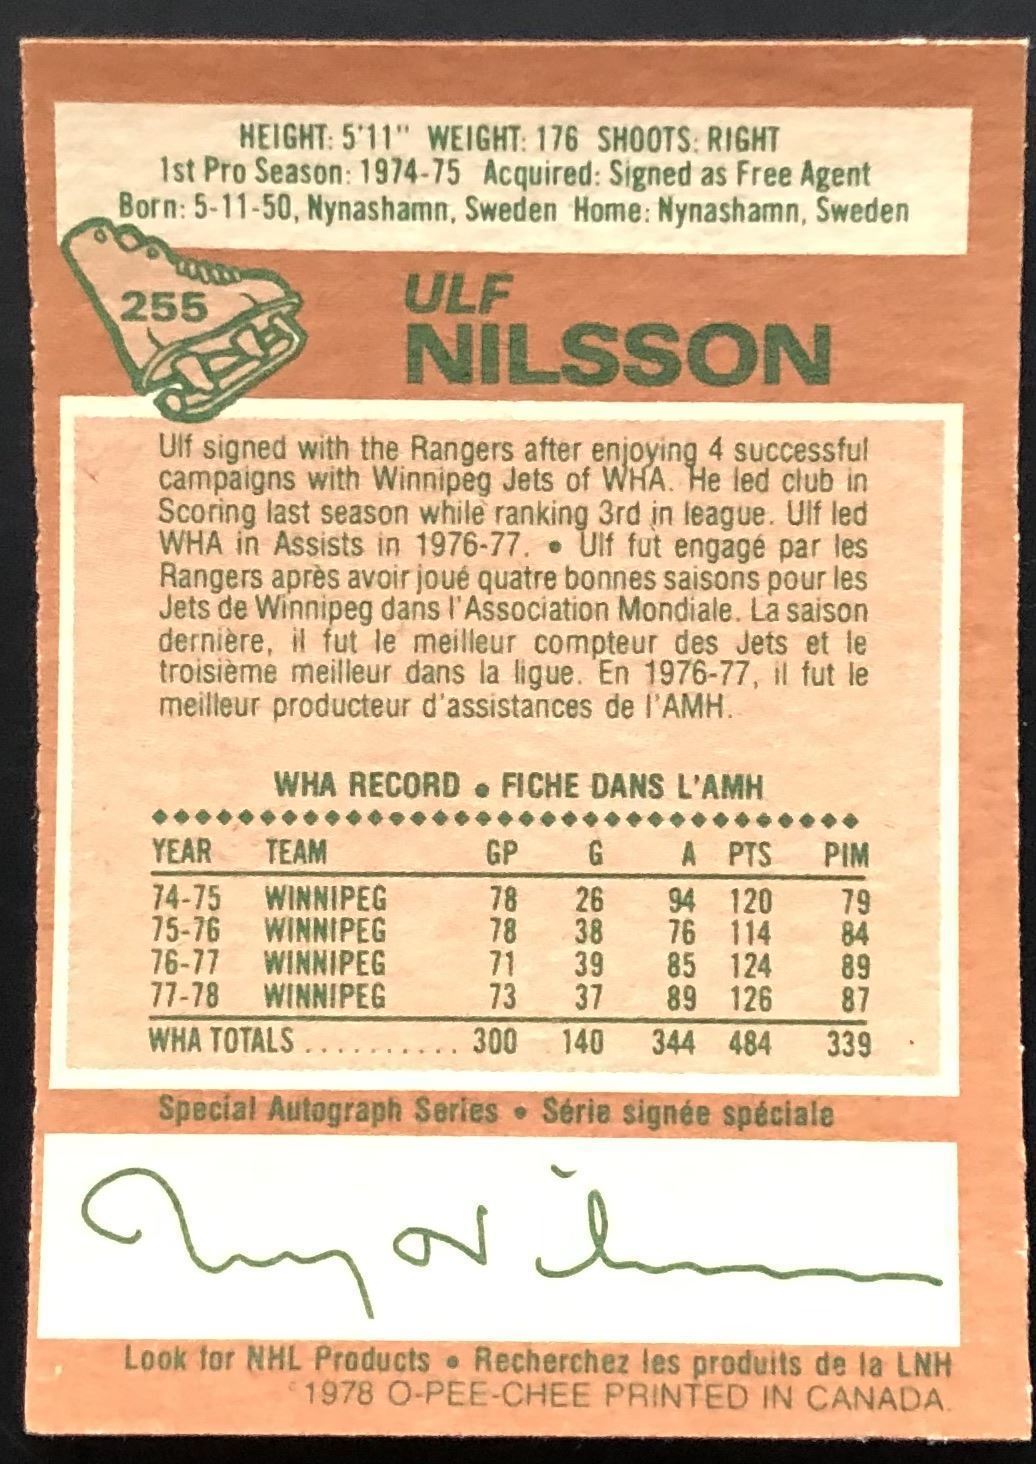 HEIGHT: 5'11" WEIGHT: 176 SHOOTS: RIGHT
1st Pro Season: 1974-75 Acquired: Signed as Free Agent
Born: 5-11-50, Nynashamn, Sweden Home: Nynashamn, Sweden
255
ULF
NILSSON
Ulf signed with the Rangers after enjoying 4 successful
campaigns with Winnipeg Jets of WHA. He led club in
Scoring last season while ranking 3rd in league. Ulf led
WHA in Assists in 1976-77. • Ulf fut engagé par les
Rangers après avoir joué quatre bonnes saisons pour les
Jets de Winnipeg dans l'Association Mondiale. La saison
dernière, il fut le meilleur compteur des Jets et le
troisième meilleur dans la ligue. En 1976-77, il fut le
meilleur producteur d'assistances de l'AMH.
WHA RECORD • FICHE DANS L'AMH
YEAR TEAM GP G A PTS PIM
74-75 WINNIPEG 78 26 94 120 79
75-76 WINNIPEG 78 38 76 114 84
76-77 WINNIPEG 71 39 85 124 89
77-78 WINNIPEG 73 37 89 126 87
WHA TOTALS .......... 300 140 344 484 339
Special Autograph Series • Série signée spéciale
Look for NHL Products • Recherchez les produits de la LNH
©1978 O-PEE-CHEE PRINTED IN CANADA.